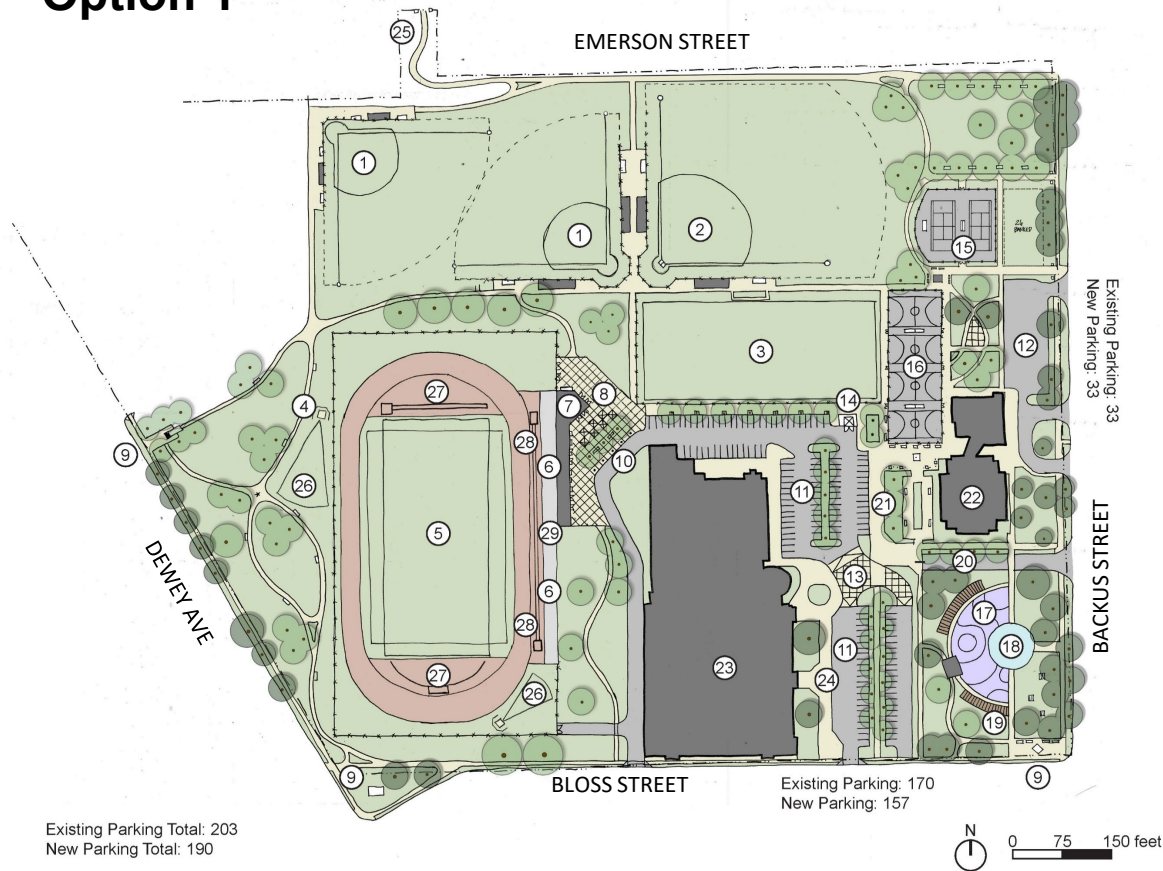 Option 1
25
EMERSON STREET
1
1
2
15
Existing Parking: 33
New Parking: 33
12
3
16
4
27
7
8
14
9
28
10
6
26
11
21
22
5
29
DEWEY AVE
6
13
20
BACKUS STREET
17
28
18
23
11
27
24
26
19
9
BLOSS STREET
9
Existing Parking: 170
New Parking: 157
Existing Parking Total: 203
New Parking Total: 190
N
0 75 150 feet